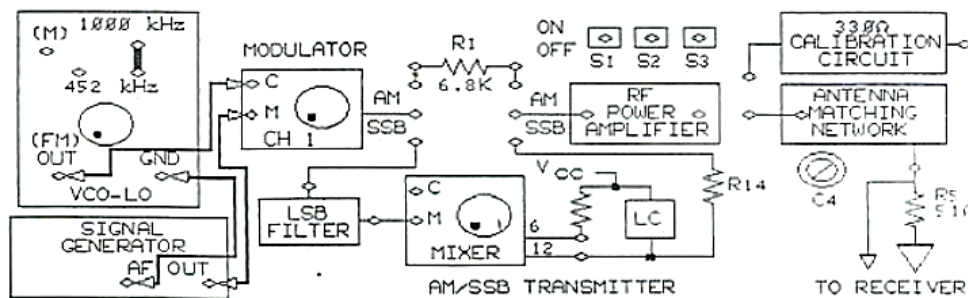 (M)
1000 kHz
452 kHz
(FM)
OUT
GND
VCO-LO
SIGNAL
GENERATOR
AF OUT
MODULATOR
C
M
CH 1
AM
SSB
R1
6.8K
ON
OFF
S1 S2 S3
AM
SSB
RF
POWER
AMPLIFIER
330Ω
CALIBRATION
CIRCUIT
ANTENNA
MATCHING
NETWORK
C4
R5
TO RECEIVER
LSB
FILTER
C
M
MIXER
6
12
VCC
LC
R14
AM/SSB TRANSMITTER